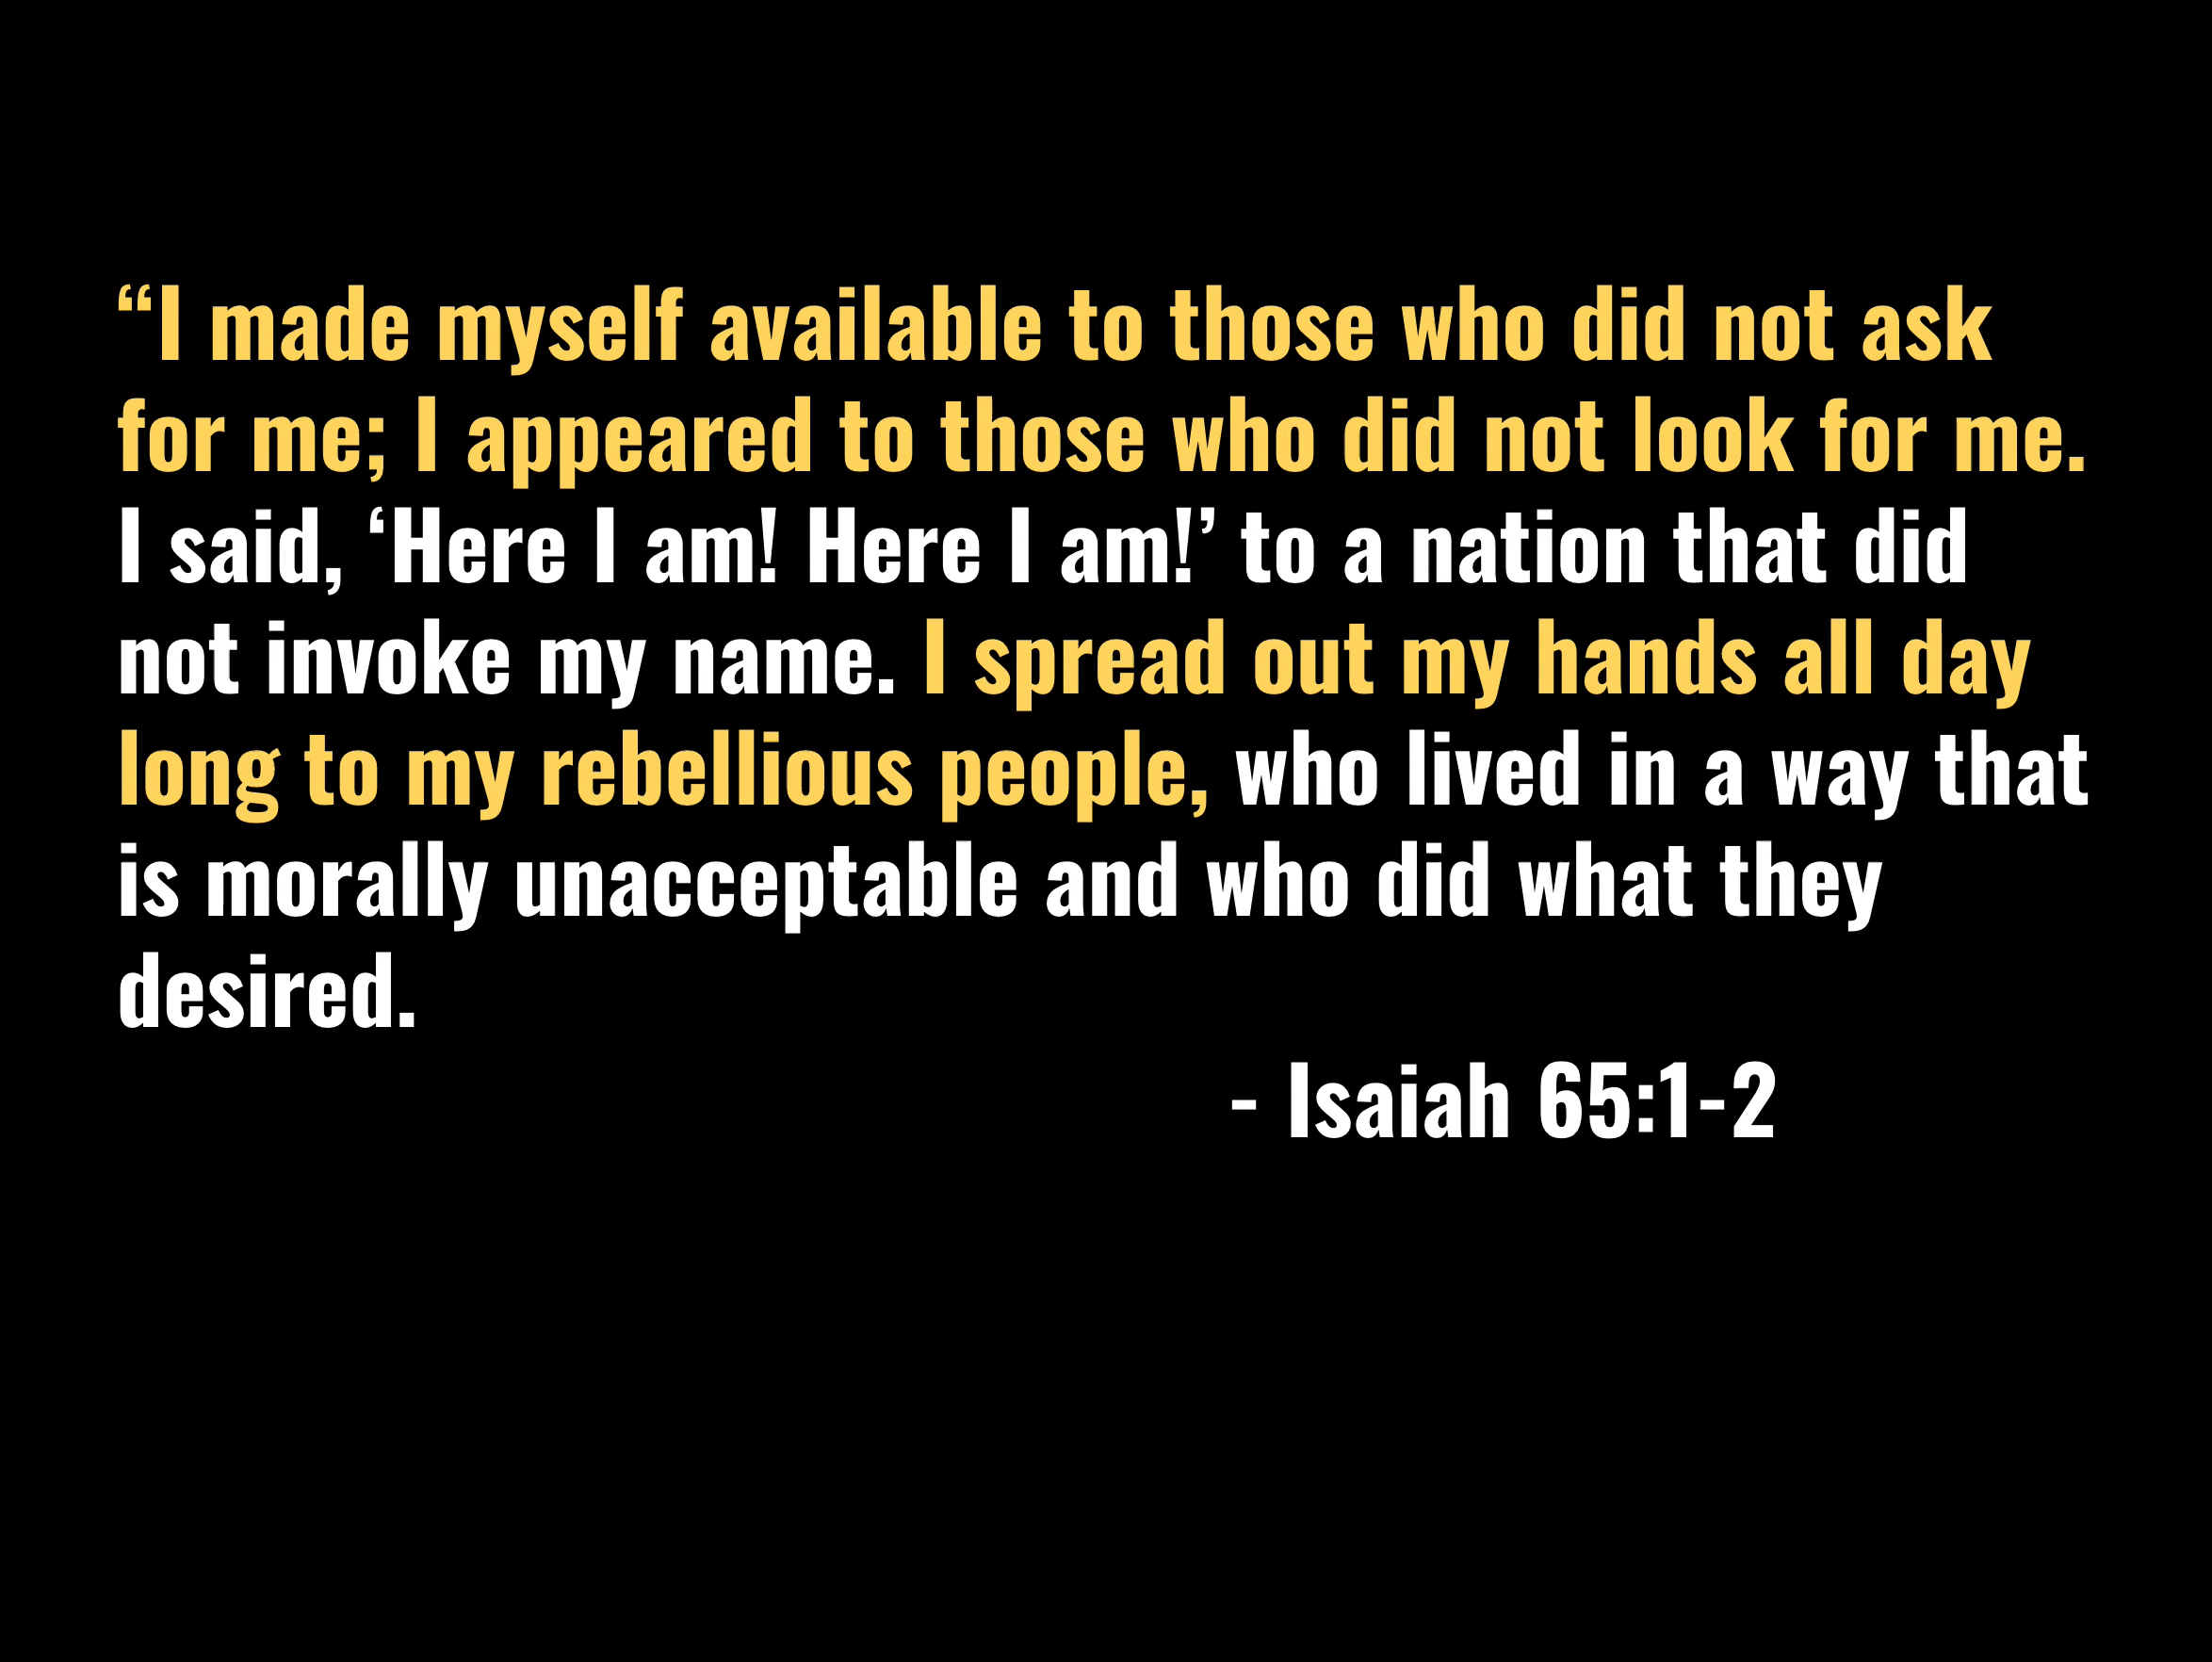 “I made myself available to those who did not ask
for me; I appeared to those who did not look for me.
I said, ‘Here I am! Here I am!’ to a nation that did
not invoke my name. I spread out my hands all day
long to my rebellious people, who lived in a way that
is morally unacceptable and who did what they
desired.
- Isaiah 65:1-2